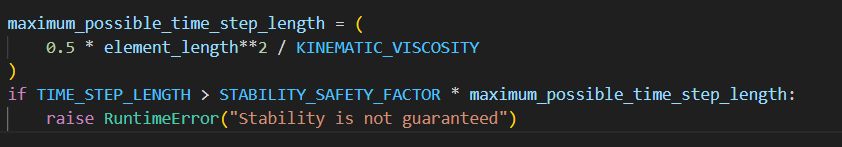 maximum_possible_time_step_length = (
    0.5 * element_length**2 / KINEMATIC_VISCOSITY
)
if TIME_STEP_LENGTH > STABILITY_SAFETY_FACTOR * maximum_possible_time_step_length:
    raise RuntimeError("Stability is not guaranteed")